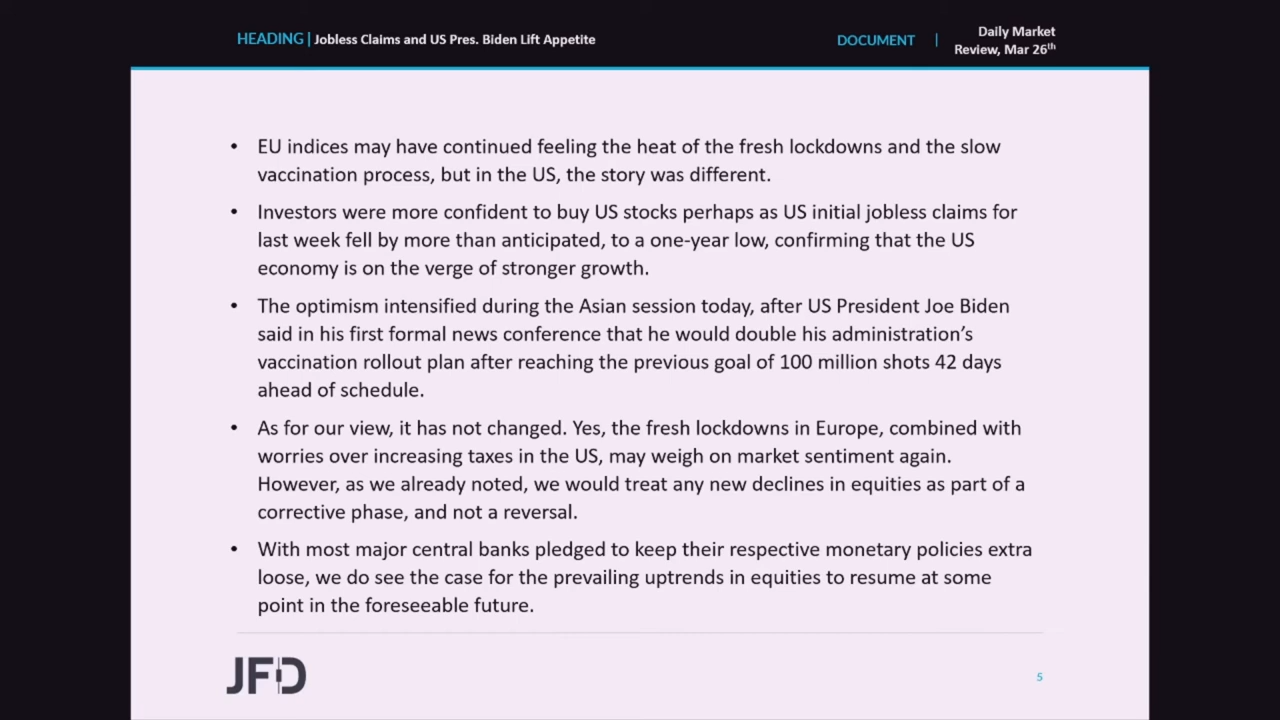 HEADING | Jobless Claims and US Pres. Biden Lift Appetite
DOCUMENT | Daily Market
Review, Mar 26th
• EU indices may have continued feeling the heat of the fresh lockdowns and the slow
vaccination process, but in the US, the story was different.
• Investors were more confident to buy US stocks perhaps as US initial jobless claims for
last week fell by more than anticipated, to a one-year low, confirming that the US
economy is on the verge of stronger growth.
• The optimism intensified during the Asian session today, after US President Joe Biden
said in his first formal news conference that he would double his administration’s
vaccination rollout plan after reaching the previous goal of 100 million shots 42 days
ahead of schedule.
• As for our view, it has not changed. Yes, the fresh lockdowns in Europe, combined with
worries over increasing taxes in the US, may weigh on market sentiment again.
However, as we already noted, we would treat any new declines in equities as part of a
corrective phase, and not a reversal.
• With most major central banks pledged to keep their respective monetary policies extra
loose, we do see the case for the prevailing uptrends in equities to resume at some
point in the foreseeable future.
JFD
5